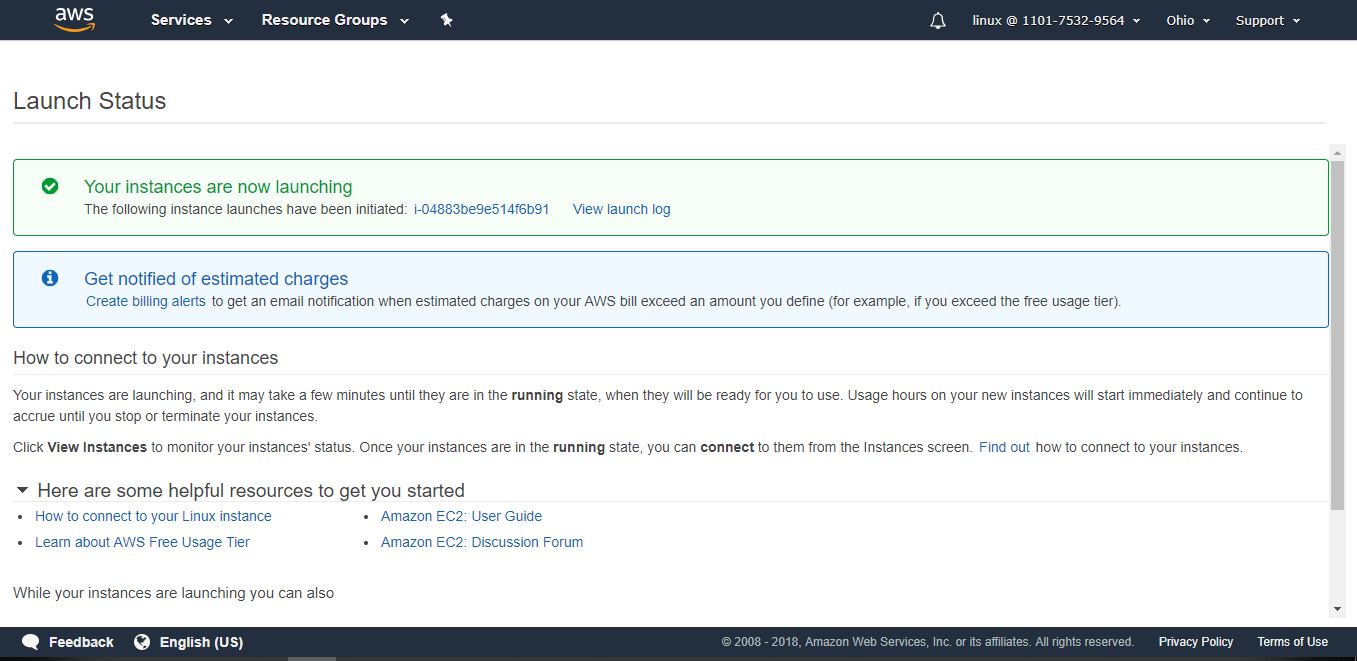 aws Services Resource Groups linux @ 1101-7532-9564 Ohio Support
Launch Status
Your instances are now launching
The following instance launches have been initiated: i-04883be9e514f6b91 View launch log
Get notified of estimated charges
Create billing alerts to get an email notification when estimated charges on your AWS bill exceed an amount you define (for example, if you exceed the free usage tier).
How to connect to your instances
Your instances are launching, and it may take a few minutes until they are in the running state, when they will be ready for you to use. Usage hours on your new instances will start immediately and continue to
accrue until you stop or terminate your instances.
Click View Instances to monitor your instances' status. Once your instances are in the running state, you can connect to them from the Instances screen. Find out how to connect to your instances.
Here are some helpful resources to get you started
• How to connect to your Linux instance • Amazon EC2: User Guide
• Learn about AWS Free Usage Tier • Amazon EC2: Discussion Forum
While your instances are launching you can also
Feedback English (US) © 2008 - 2018, Amazon Web Services, Inc. or its affiliates. All rights reserved. Privacy Policy Terms of Use